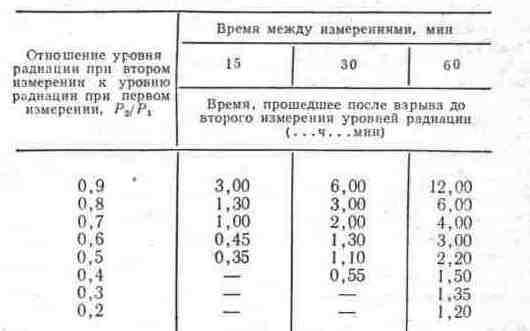 Отношение уровня
радиации при втором
измерении к уровню
радиации при первом
измерении, P₂/P₁
Время между измерениями, мин
15 30 60
Время, прошедшее после взрыва до
второго измерения уровней радиации
(...ч...мин)
0,9 3,00 6,00 12,00
0,8 1,30 3,00 6,00
0,7 1,00 2,00 4,00
0,6 0,45 1,30 3,00
0,5 0,35 1,10 2,20
0,4 — 0,55 1,50
0,3 — — 1,35
0,2 — — 1,20